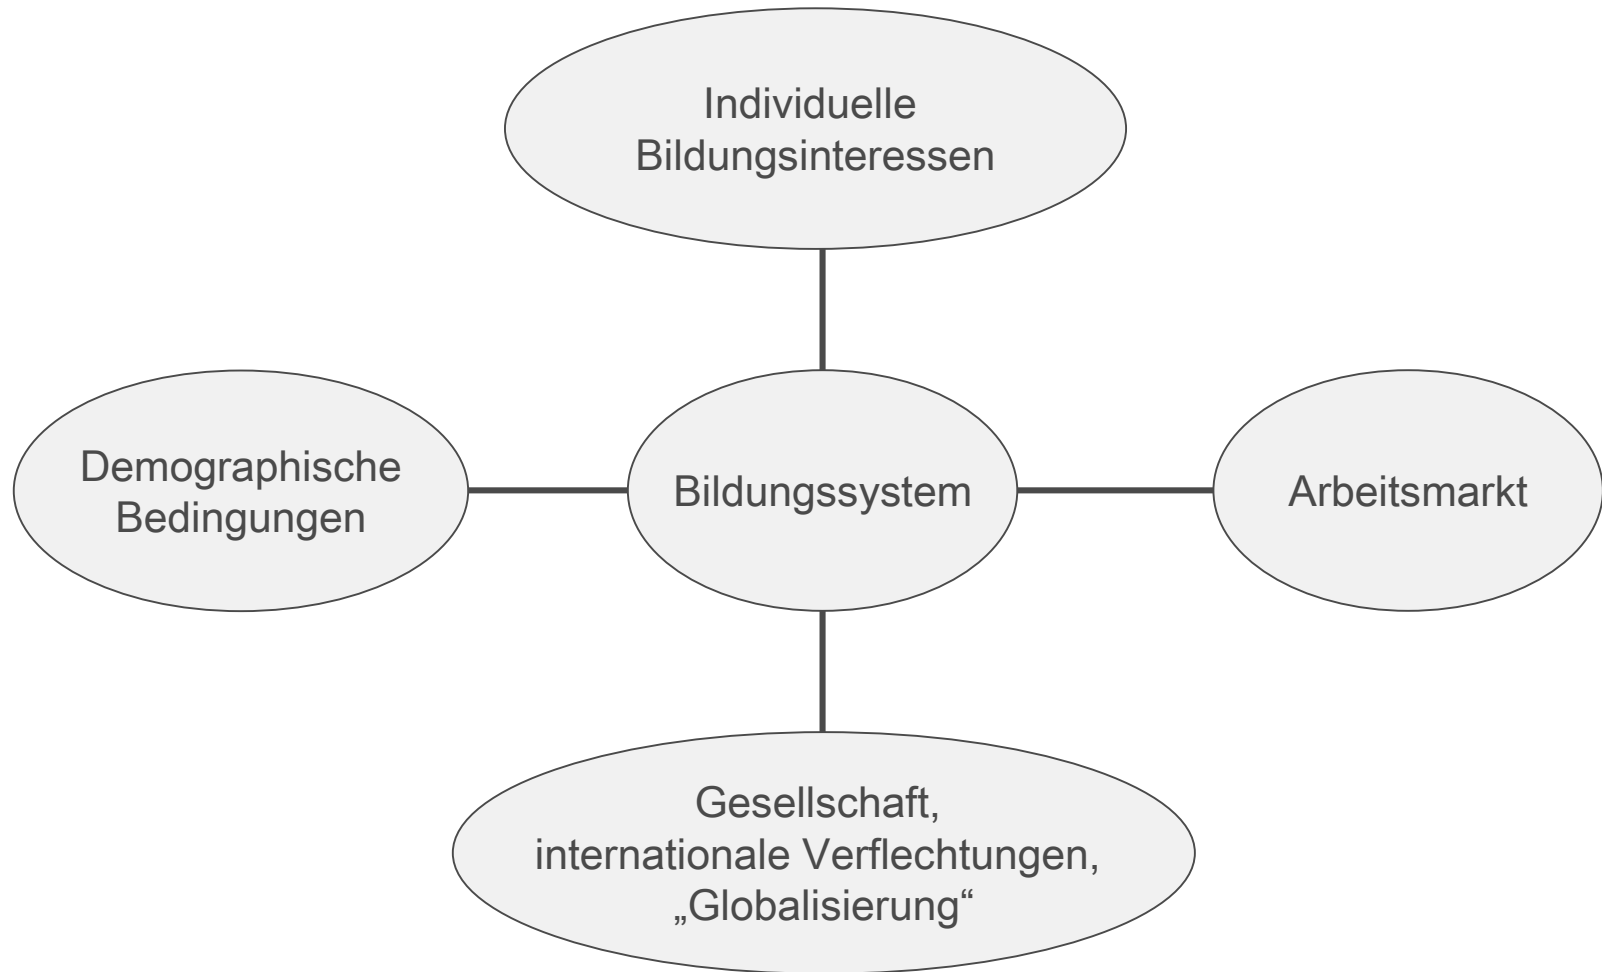 Individuelle
Bildungsinteressen
Demographische
Bedingungen
Bildungssystem
Arbeitsmarkt
Gesellschaft,
internationale Verflechtungen,
„Globalisierung“